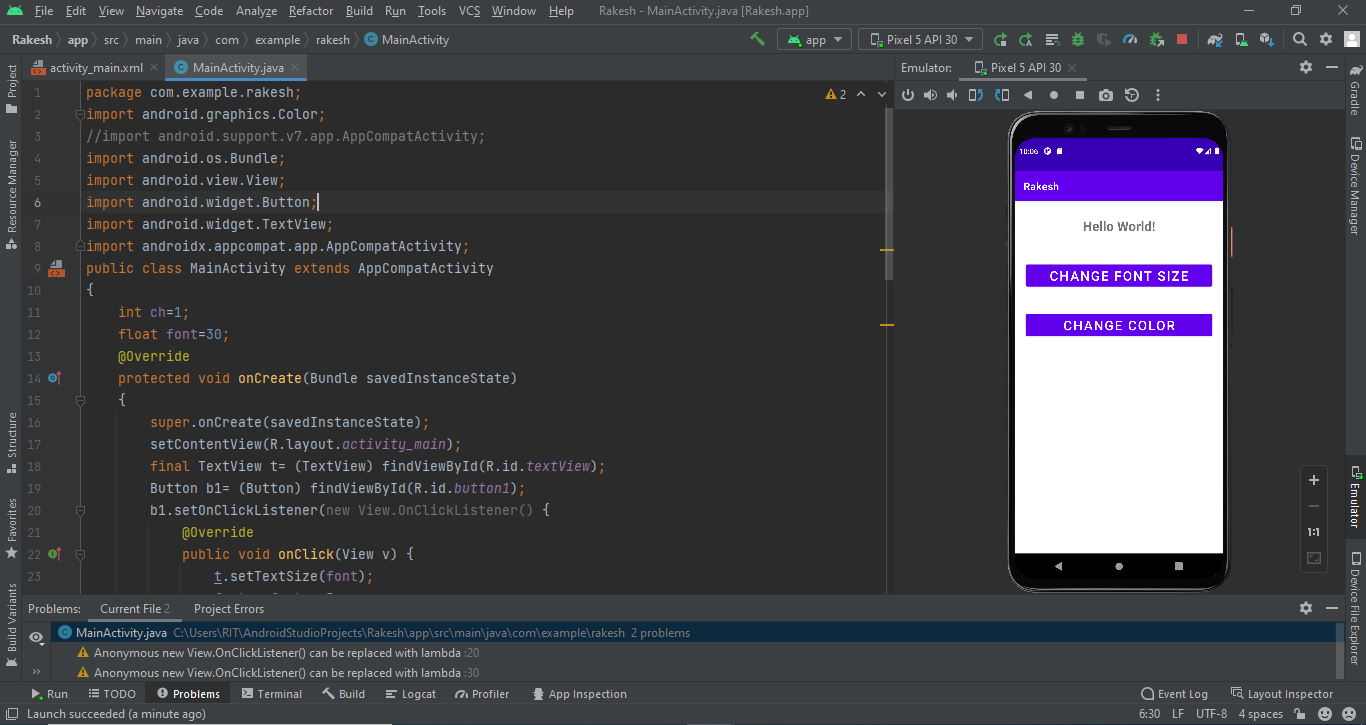 File Edit View Navigate Code Analyze Refactor Build Run Tools VCS Window Help Rakesh - MainActivity.java [Rakesh.app]
Rakesh app src main java com example rakesh MainActivity app Pixel 5 API 30
activity_main.xml MainActivity.java Emulator: Pixel 5 API 30
1 package com.example.rakesh; 2
2 import android.graphics.Color;
3 //import android.support.v7.app.AppCompatActivity;
4 import android.os.Bundle;
5 import android.view.View;
6 import android.widget.Button;
7 import android.widget.TextView;
8 import androidx.appcompat.app.AppCompatActivity;
9 public class MainActivity extends AppCompatActivity
10 {
11 int ch=1;
12 float font=30;
13 @Override
14 protected void onCreate(Bundle savedInstanceState)
15 {
16 super.onCreate(savedInstanceState);
17 setContentView(R.layout.activity_main);
18 final TextView t= (TextView) findViewById(R.id.textView);
19 Button b1= (Button) findViewById(R.id.button1);
20 b1.setOnClickListener(new View.OnClickListener() {
21 @Override
22 public void onClick(View v) {
23 t.setTextSize(font);
10:06
Rakesh
Hello World!
CHANGE FONT SIZE
CHANGE COLOR
1:1
Project
Resource Manager
Structure
Favorites
Build Variants
Gradle
Device Manager
Emulator
Device File Explorer
Problems: Current File 2 Project Errors
MainActivity.java C:\Users\RIT\AndroidStudioProjects\Rakesh\app\src\main\java\com\example\rakesh 2 problems
Anonymous new View.OnClickListener() can be replaced with lambda :20
Anonymous new View.OnClickListener() can be replaced with lambda :30
Run TODO Problems Terminal Build Logcat Profiler App Inspection Event Log Layout Inspector
Launch succeeded (a minute ago) 6:30 LF UTF-8 4 spaces